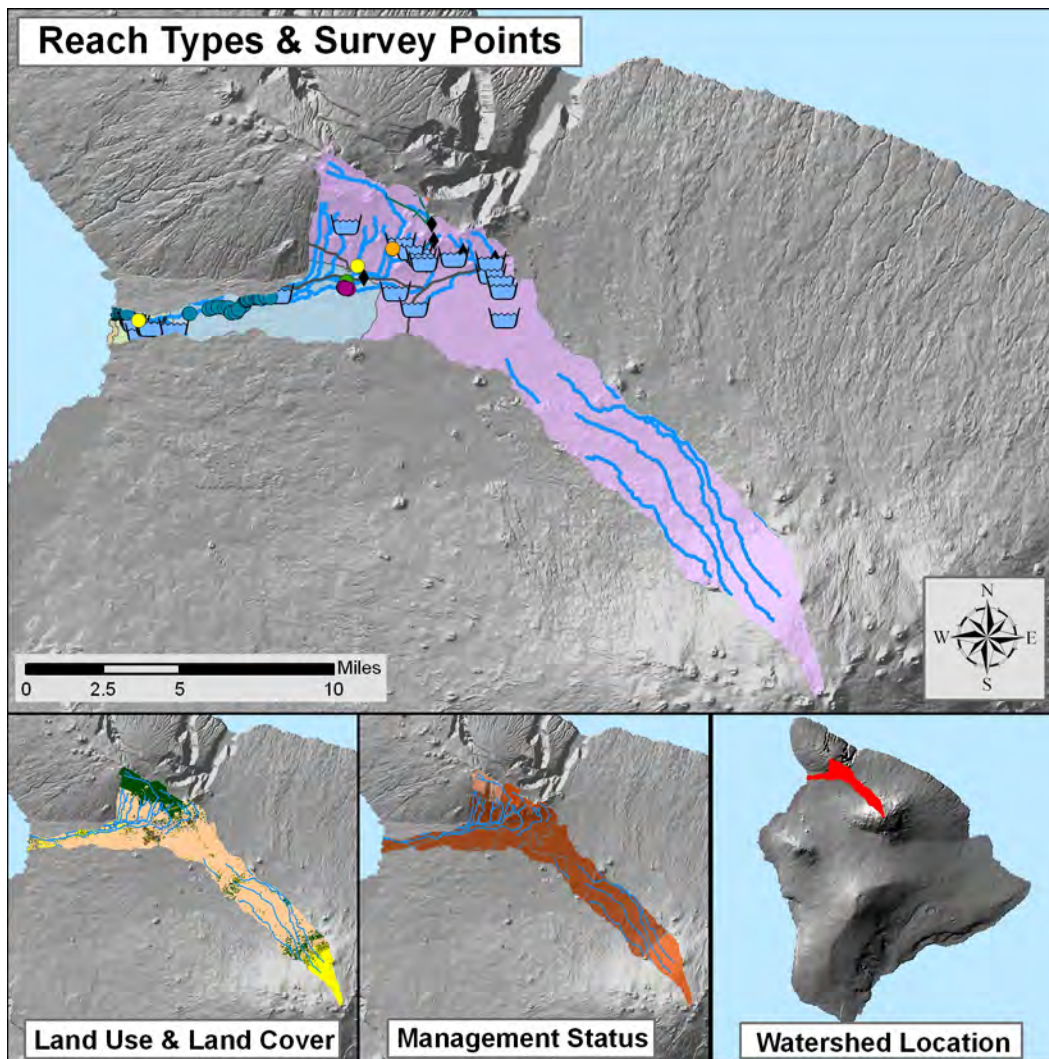 Reach Types & Survey Points
N
W
E
S
Miles
0 2.5 5 10
Land Use & Land Cover
Management Status
Watershed Location